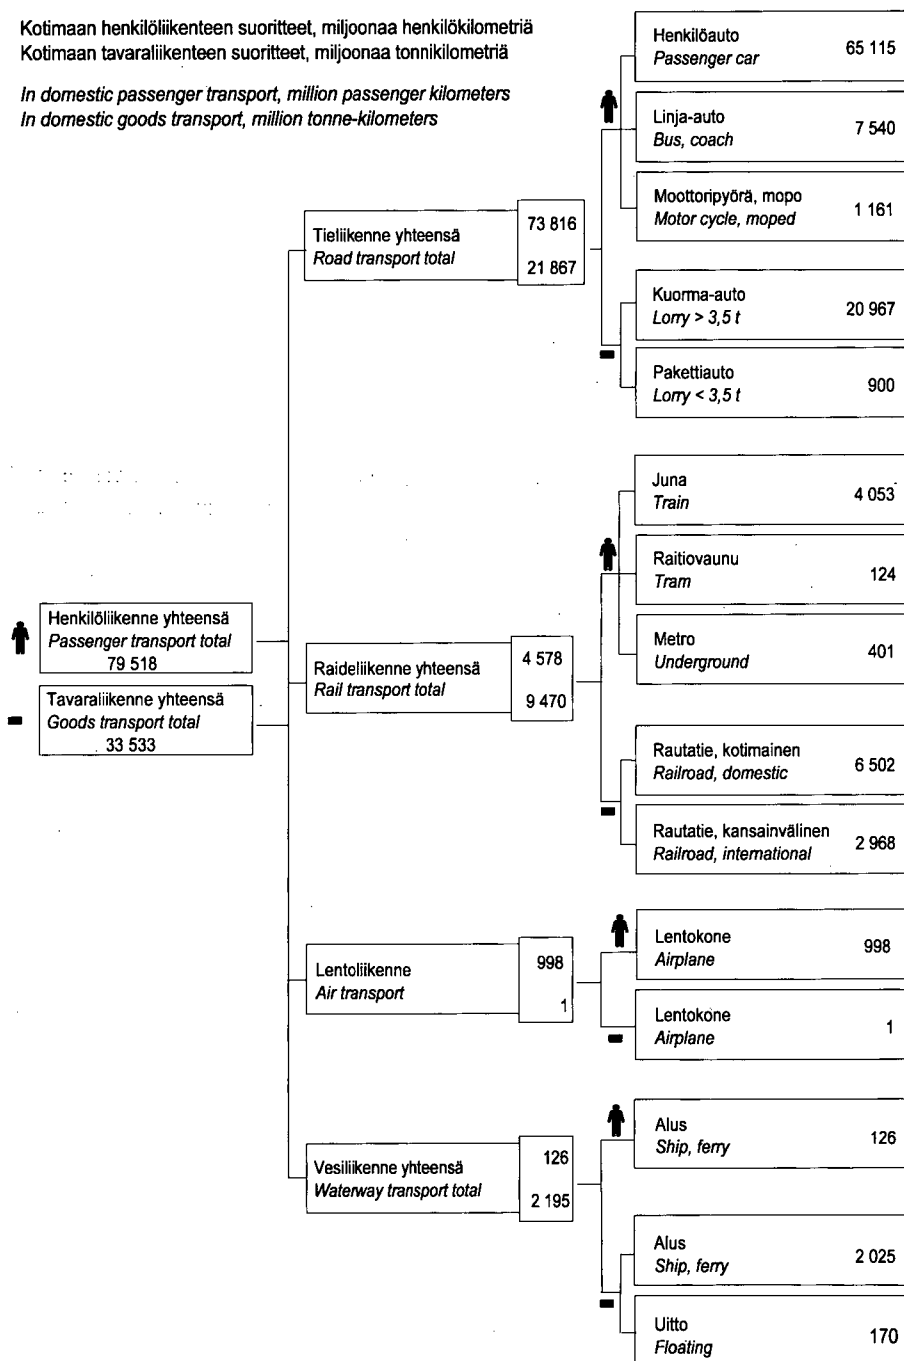 Kotimaan henkilöliikenteen suoritteet, miljoonaa henkilökilometriä
Kotimaan tavaraliikenteen suoritteet, miljoonaa tonnikilometriä
In domestic passenger transport, million passenger kilometers
In domestic goods transport, million tonne-kilometers
Henkilöliikenne yhteensä
Passenger transport total
79 518
Tavaraliikenne yhteensä
Goods transport total
33 533
Tieliikenne yhteensä
Road transport total
73 816
21 867
Henkilöauto
Passenger car
65 115
Linja-auto
Bus, coach
7 540
Moottoripyörä, mopo
Motor cycle, moped
1 161
Kuorma-auto
Lorry > 3,5 t
20 967
Pakettiauto
Lorry < 3,5 t
900
Raideliikenne yhteensä
Rail transport total
4 578
9 470
Juna
Train
4 053
Raitiovaunu
Tram
124
Metro
Underground
401
Rautatie, kotimainen
Railroad, domestic
6 502
Rautatie, kansainvälinen
Railroad, international
2 968
Lentoliikenne
Air transport
998
1
Lentokone
Airplane
998
Lentokone
Airplane
1
Vesiliikenne yhteensä
Waterway transport total
126
2 195
Alus
Ship, ferry
126
Alus
Ship, ferry
2 025
Uitto
Floating
170